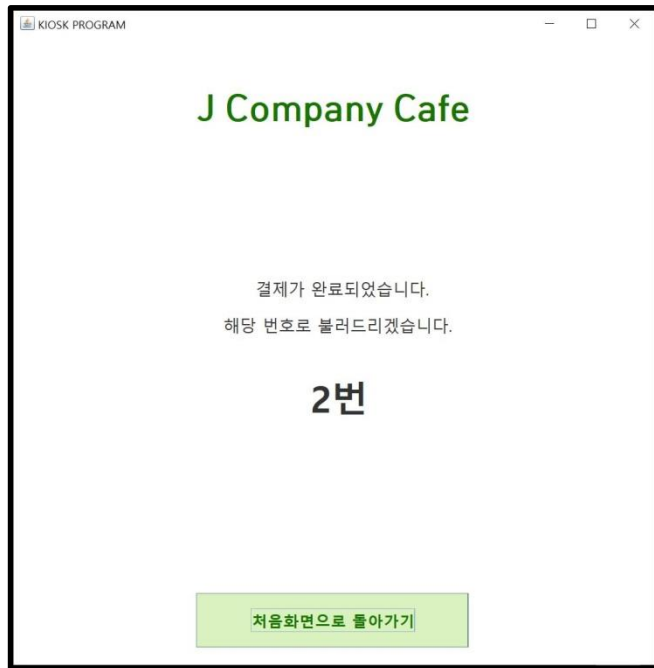 KIOSK PROGRAM
J Company Cafe
결제가 완료되었습니다.
해당 번호로 불러드리겠습니다.
2번
처음화면으로 돌아가기